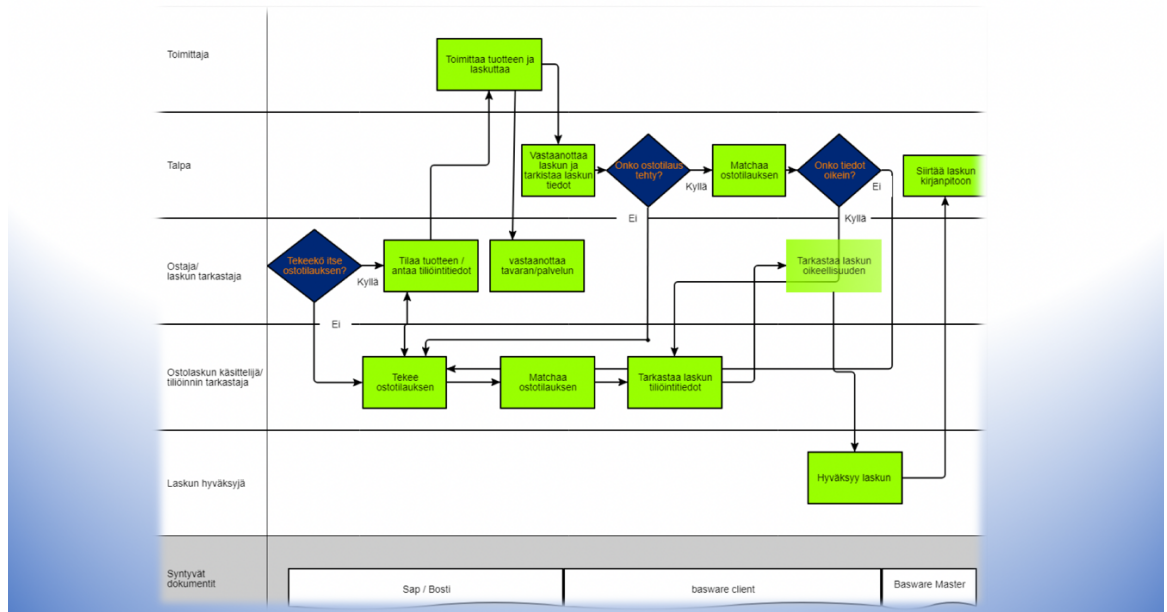 Toimittaja
Toimittaa tuotteen ja
laskuttaa
Talpa
Vastaanottaa
laskun ja
tarkistaa laskun
tiedot
Onko ostotilaus
tehty?
Kyllä
Ei
Matchaa
ostotilauksen
Onko tiedot
oikein?
Ei
Kyllä
Siirtää laskun
kirjanpitoon
Ostaja/
laskun tarkastaja
Tekeekö itse
ostotilauksen?
Kyllä
Ei
Tilaa tuotteen /
antaa tiliöintitiedot
vastaanottaa
tavaran/palvelun
Tarkastaa laskun
oikeellisuuden
Ostolaskun käsittelijä/
tiliöinnin tarkastaja
Tekee
ostotilauksen
Matchaa
ostotilauksen
Tarkastaa laskun
tiliöintitiedot
Laskun hyväksyjä
Hyväksyy laskun
Syntyvät
dokumentit
Sap / Bosti
basware client
Basware Master